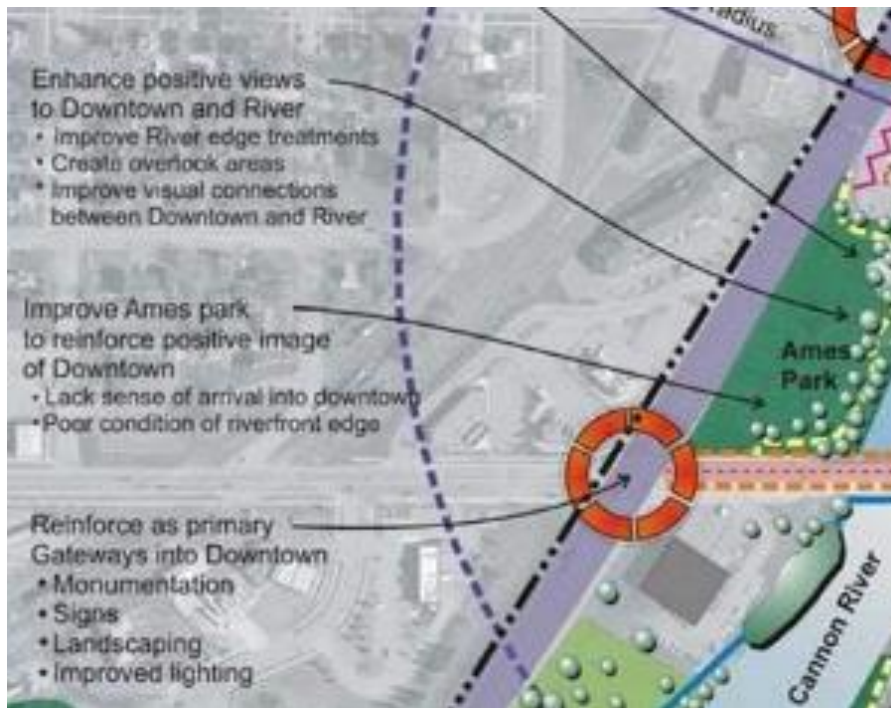 radius
Enhance positive views
to Downtown and River
• Improve River edge treatments
• Create overlook areas
• Improve visual connections
between Downtown and River
Improve Ames park
to reinforce positive image
of Downtown
• Lack sense of arrival into downtown
• Poor condition of riverfront edge
Ames
Park
Reinforce as primary
Gateways into Downtown
• Monumentation
• Signs
• Landscaping
• Improved lighting
Cannon River